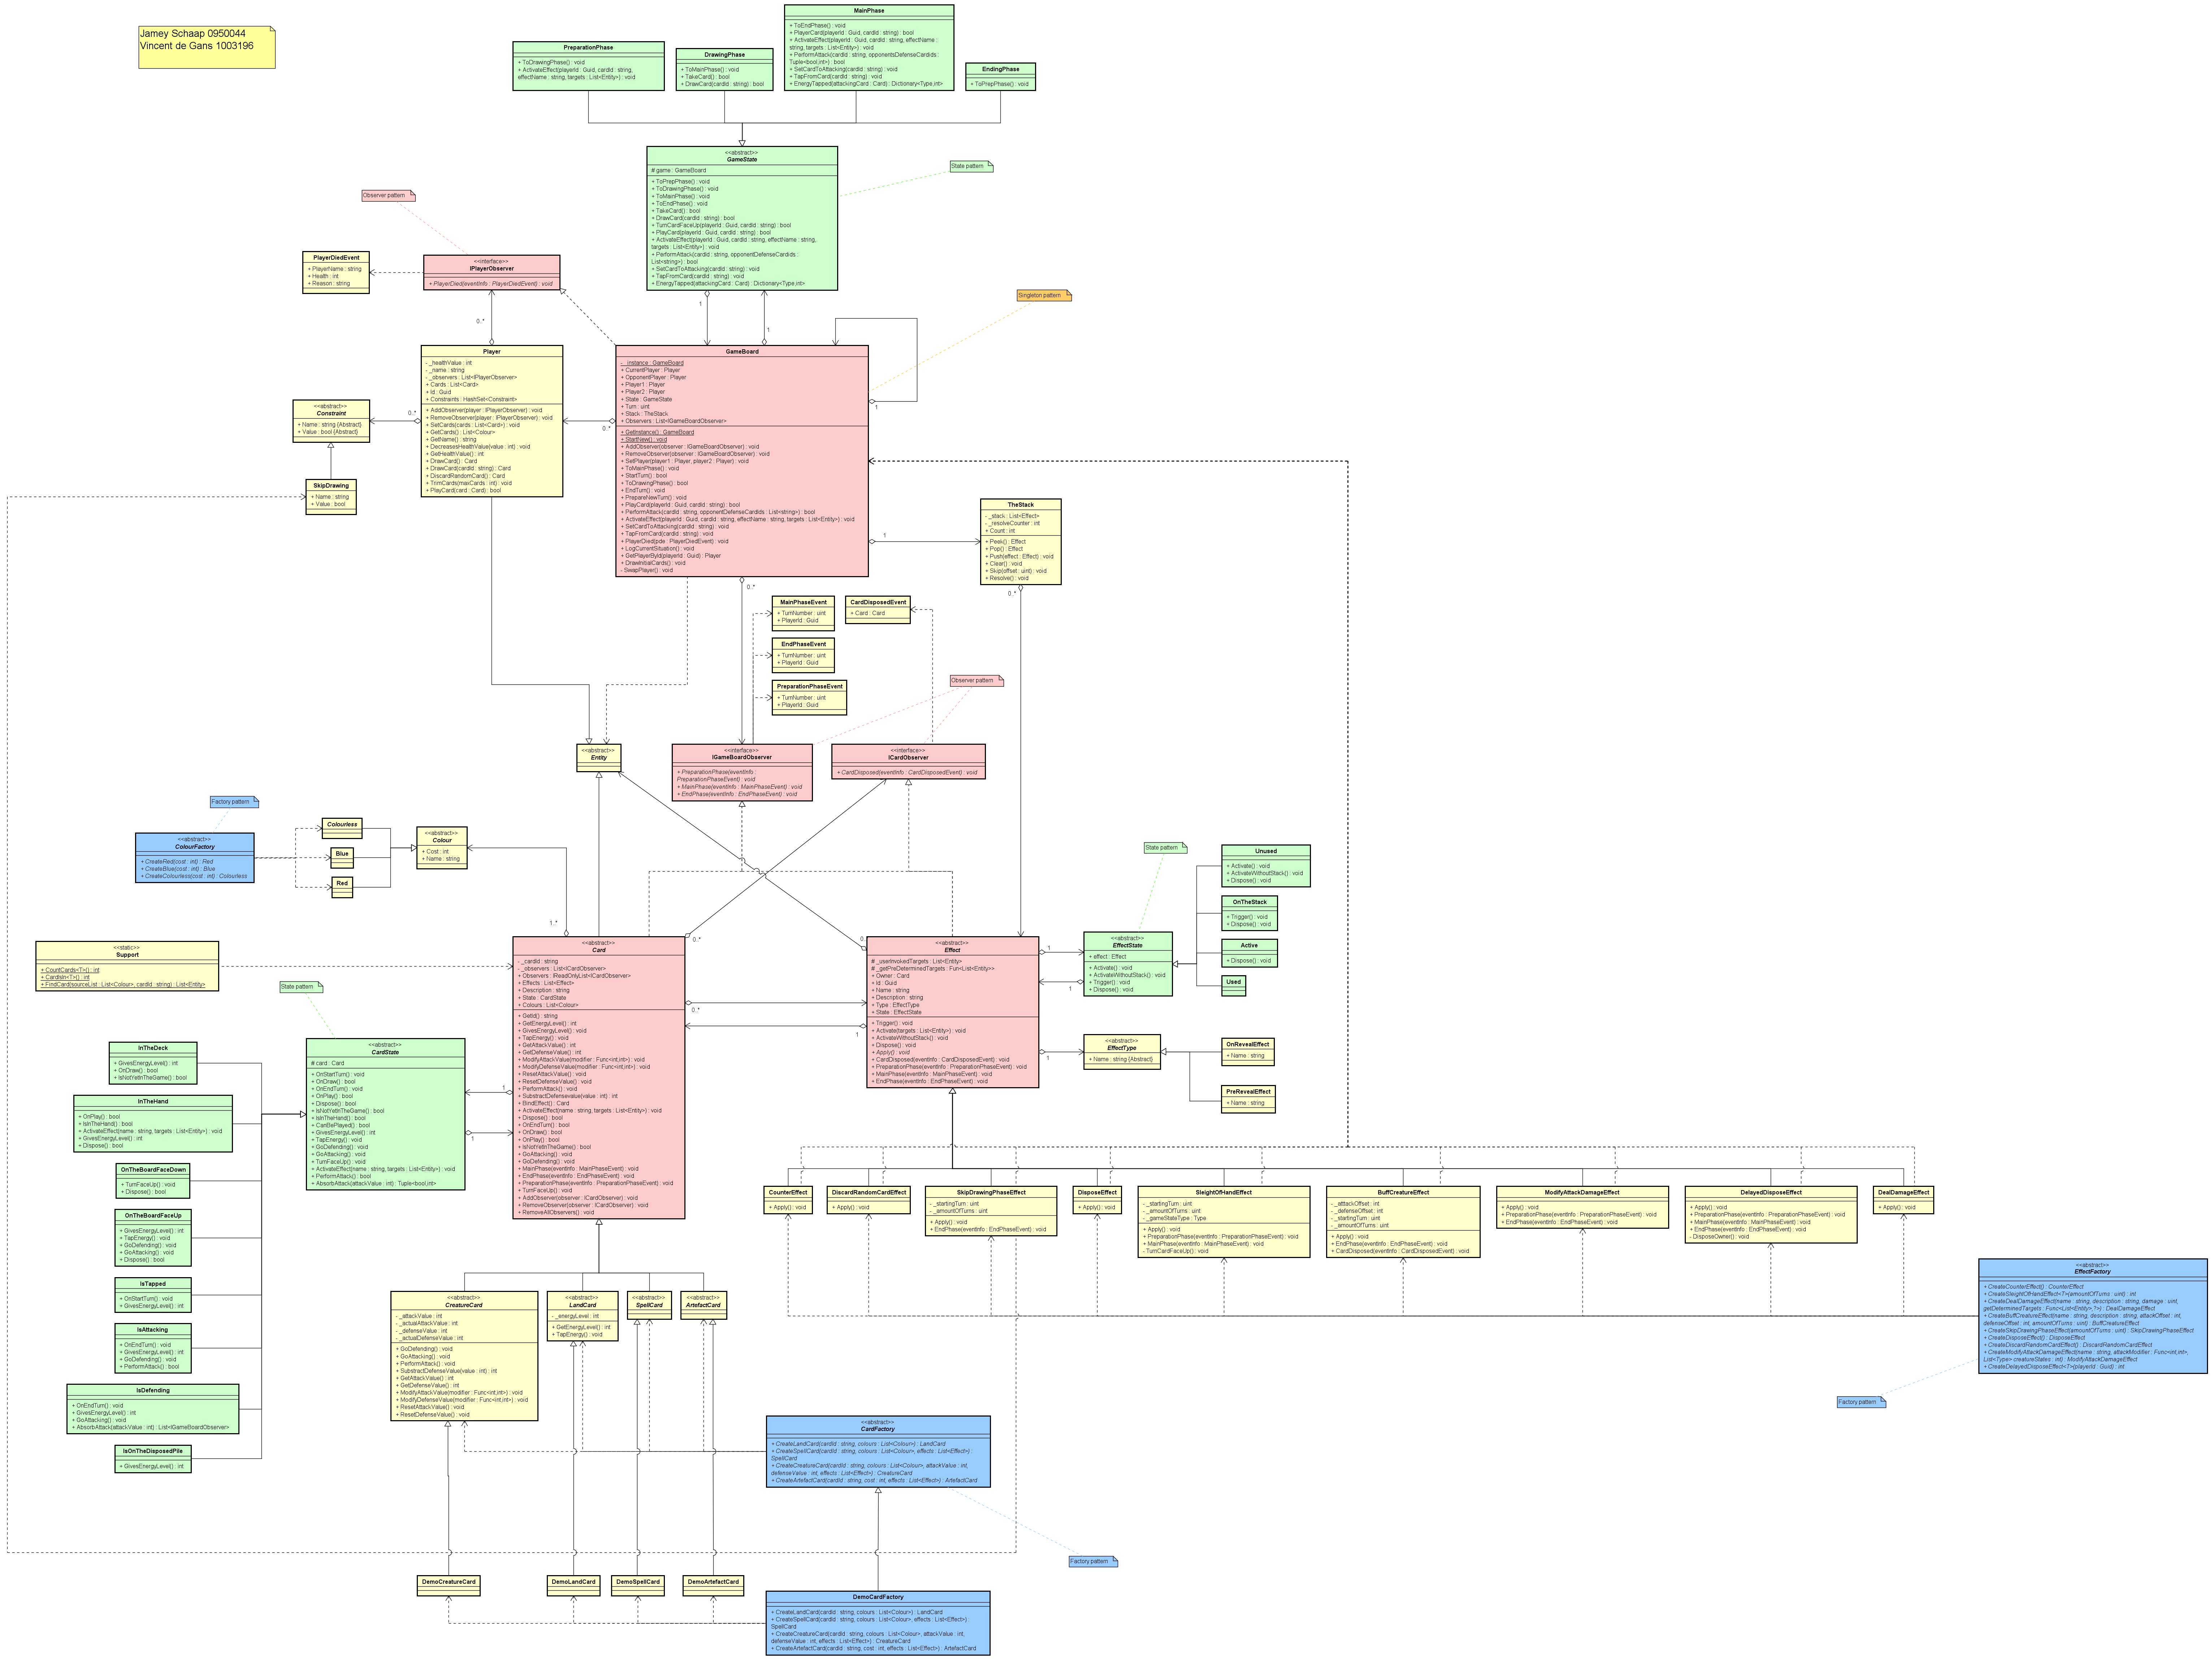 Jamey Schaap 0950044
Vincent de Gans 1003196
PreparationPhase
+ ToDrawingPhase() : void
+ ActivateEffect(playerId : Guid, cardId : string,
effectName : string, targets : List<Entity>) : void
DrawingPhase
+ ToMainPhase() : void
+ TakeCard() : bool
+ DrawCard(cardId : string) : bool
MainPhase
+ ToEndPhase() : void
+ PlayerCard(playerId : Guid, cardId : string) : bool
+ ActivateEffect(playerId : Guid, cardId : string, effectName :
string, targets : List<Entity>) : void
+ PerformAttack(cardId : string, opponentsDefenseCardids :
Tuple<bool,int>) : bool
+ SetCardToAttacking(cardId : string) : void
+ TapFromCard(cardId : string) : void
+ EnergyTapped(attackingCard : Card) : Dictionary<Type,int>
EndingPhase
+ ToPrepPhase() : void
<<abstract>>
GameState
# game : GameBoard
+ ToPrepPhase() : void
+ ToDrawingPhase() : void
+ ToMainPhase() : void
+ ToEndPhase() : void
+ TakeCard() : bool
+ DrawCard(cardId : string) : bool
+ TurnCardFaceUp(playerId : Guid, cardId : string) : bool
+ PlayCard(playerId : Guid, cardId : string) : bool
+ ActivateEffect(playerId : Guid, cardId : string, effectName : string,
targets : List<Entity>) : void
+ PerformAttack(cardId : string, opponentDefenseCardids :
List<string>) : bool
+ SetCardToAttacking(cardId : string) : void
+ TapFromCard(cardId : string) : void
+ EnergyTapped(attackingCard : Card) : Dictionary<Type,int>
State pattern
Observer pattern
PlayerDiedEvent
+ PlayerName : string
+ Health : int
+ Reason : string
<<interface>>
IPlayerObserver
+ PlayerDied(eventInfo : PlayerDiedEvent) : void
Singleton pattern
1
1
0..*
Player
- _healthValue : int
- _name : string
- _observers : List<IPlayerObserver>
+ Cards : List<Card>
+ Id : Guid
+ Constraints : HashSet<Constraint>
+ AddObserver(player : IPlayerObserver) : void
+ RemoveObserver(player : IPlayerObserver) : void
+ SetCards(cards : List<Card>) : void
+ GetCards() : List<Colour>
+ GetName() : string
+ DecreasesHealthValue(value : int) : void
+ GetHealthValue() : int
+ DrawCard() : Card
+ DrawCard(cardId : string) : Card
+ DiscardRandomCard() : Card
+ TrimCards(maxCards : int) : void
+ PlayCard(card : Card) : bool
GameBoard
- _instance : GameBoard
+ CurrentPlayer : Player
+ OpponentPlayer : Player
+ Player1 : Player
+ Player2 : Player
+ State : GameState
+ Turn : uint
+ Stack : TheStack
+ Observers : List<IGameBoardObserver>
+ GetInstance() : GameBoard
+ StartNew() : void
+ AddObserver(observer : IGameBoardObserver) : void
+ RemoveObserver(observer : IGameBoardObserver) : void
+ SetPlayer(player1 : Player, player2 : Player) : void
+ ToMainPhase() : void
+ StartTurn() : bool
+ ToDrawingPhase() : bool
+ EndTurn() : void
+ PrepareNewTurn() : void
+ PlayCard(playerId : Guid, cardId : string) : bool
+ PerformAttack(cardId : string, opponentDefenseCardids : List<string>) : bool
+ ActivateEffect(playerId : Guid, cardId : string, effectName : string, targets : List<Entity>) : void
+ SetCardToAttacking(cardId : string) : void
+ TapFromCard(cardId : string) : void
+ PlayerDied(pde : PlayerDiedEvent) : void
+ LogCurrentSituation() : void
+ GetPlayerById(playerId : Guid) : Player
+ DrawInitialCards() : void
- SwapPlayer() : void
1
0..*
0..*
1
0..*
<<abstract>>
Constraint
+ Name : string {Abstract}
+ Value : bool {Abstract}
SkipDrawing
+ Name : string
+ Value : bool
TheStack
- _stack : List<Effect>
- _resolveCounter : int
+ Count : int
+ Peek() : Effect
+ Pop() : Effect
+ Push(effect : Effect) : void
+ Clear() : void
+ Skip(offset : uint) : void
+ Resolve() : void
0..*
MainPhaseEvent
+ TurnNumber : uint
+ PlayerId : Guid
CardDisposedEvent
+ Card : Card
EndPhaseEvent
+ TurnNumber : uint
+ PlayerId : Guid
PreparationPhaseEvent
+ TurnNumber : uint
+ PlayerId : Guid
Observer pattern
<<abstract>>
Entity
<<interface>>
IGameBoardObserver
+ PreparationPhase(eventInfo :
PreparationPhaseEvent) : void
+ MainPhase(eventInfo : MainPhaseEvent) : void
+ EndPhase(eventInfo : EndPhaseEvent) : void
<<interface>>
ICardObserver
+ CardDisposed(eventInfo : CardDisposedEvent) : void
Factory pattern
<<abstract>>
ColourFactory
+ CreateRed(cost : int) : Red
+ CreateBlue(cost : int) : Blue
+ CreateColourless(cost : int) : Colourless
Colourless
Blue
Red
<<abstract>>
Colour
+ Cost : int
+ Name : string
1..*
<<static>>
Support
+ CountCards<T>() : int
+ CardsIn<T>() : int
+ FindCard(sourceList : List<Colour>, cardId : string) : List<Entity>
State pattern
<<abstract>>
Card
- _cardId : string
- _observers : List<ICardObserver>
+ Observers : IReadOnlyList<ICardObserver>
+ Effects : List<Effect>
+ Description : string
+ State : CardState
+ Colours : List<Colour>
+ GetId() : string
+ GetEnergyLevel() : int
+ GivesEnergyLevel() : void
+ TapEnergy() : void
+ GetAttackValue() : int
+ GetDefenseValue() : int
+ ModifyAttackValue(modifier : Func<int,int>) : void
+ ModifyDefenseValue(modifier : Func<int,int>) : void
+ ResetAttackValue() : void
+ ResetDefenseValue() : void
+ PerformAttack() : void
+ SubstractDefensevalue(value : int) : int
+ BindEffect() : Card
+ ActivateEffect(name : string, targets : List<Entity>) : void
+ Dispose() : bool
+ OnEndTurn() : void
+ OnDraw() : bool
+ OnPlay() : bool
+ IsNotYetInTheGame() : bool
+ GoAttacking() : void
+ GoDefending() : void
+ MainPhase(eventInfo : MainPhaseEvent) : void
+ EndPhase(eventInfo : EndPhaseEvent) : void
+ PreparationPhase(eventInfo : PreparationPhaseEvent) : void
+ TurnFaceUp() : void
+ AddObserver(observer : ICardObserver) : void
+ RemoveObserver(observer : ICardObserver) : void
+ RemoveAllObservers() : void
0..*
0..*
1
<<abstract>>
Effect
# _userInvokedTargets : List<Entity>
# _getPreDeterminedTargets : Fun<List<Entity>>
+ Owner : Card
+ Id : Guid
+ Name : string
+ Description : string
+ Type : EffectType
+ State : EffectState
+ Trigger() : void
+ Activate(targets : List<Entity>) : void
+ ActivateWithoutStack() : void
+ Dispose() : void
+ Apply() : void
+ CardDisposed(eventInfo : CardDisposedEvent) : void
+ PreparationPhase(eventInfo : PreparationPhaseEvent) : void
+ MainPhase(eventInfo : MainPhaseEvent) : void
+ EndPhase(eventInfo : EndPhaseEvent) : void
1
1
1
State pattern
<<abstract>>
EffectState
+ effect : Effect
+ Activate() : void
+ ActivateWithoutStack() : void
+ Trigger() : void
+ Dispose() : void
Unused
+ Activate() : void
+ ActivateWithoutStack() : void
+ Dispose() : void
OnTheStack
+ Trigger() : void
+ Dispose() : void
Active
+ Dispose() : void
Used
<<abstract>>
EffectType
+ Name : string {Abstract}
OnRevealEffect
+ Name : string
PreRevealEffect
+ Name : string
InTheDeck
+ GivesEnergyLevel() : int
+ OnDraw() : bool
+ IsNotYetInTheGame() : bool
InTheHand
+ OnPlay() : bool
+ IsInTheHand() : bool
+ ActivateEffect(name : string, targets : List<Entity>) : void
+ GivesEnergyLevel() : int
+ Dispose() : bool
OnTheBoardFaceDown
+ TurnFaceUp() : void
+ Dispose() : bool
OnTheBoardFaceUp
+ GivesEnergyLevel() : int
+ TapEnergy() : void
+ GoDefending() : void
+ GoAttacking() : void
+ Dispose() : bool
IsTapped
+ OnStartTurn() : void
+ GivesEnergyLevel() : int
IsAttacking
+ OnEndTurn() : void
+ GivesEnergyLevel() : int
+ GoDefending() : void
+ PerformAttack() : bool
IsDefending
+ OnEndTurn() : void
+ GivesEnergyLevel() : int
+ GoAttacking() : void
+ AbsorbAttack(attackValue : int) : List<IGameBoardObserver>
IsOnTheDisposedPile
+ GivesEnergyLevel() : int
<<abstract>>
CardState
# card : Card
+ OnStartTurn() : void
+ OnDraw() : bool
+ OnEndTurn() : void
+ OnPlay() : bool
+ Dispose() : bool
+ IsNotYetInTheGame() : bool
+ IsInTheHand() : bool
+ CanBePlayed() : bool
+ GivesEnergyLevel() : int
+ TapEnergy() : void
+ GoDefending() : void
+ GoAttacking() : void
+ TurnFaceUp() : void
+ ActivateEffect(name : string, targets : List<Entity>) : void
+ PerformAttack() : bool
+ AbsorbAttack(attackValue : int) : Tuple<bool,int>
1
1
CounterEffect
+ Apply() : void
DiscardRandomCardEffect
+ Apply() : void
SkipDrawingPhaseEffect
- _startingTurn : uint
- _amountOfTurns : uint
+ Apply() : void
+ EndPhase(eventInfo : EndPhaseEvent) : void
DisposeEffect
+ Apply() : void
SleightOfHandEffect
- _startingTurn : uint
- _amountOfTurns : uint
- _gameStateType : Type
+ Apply() : void
+ PreparationPhase(eventInfo : PreparationPhaseEvent) : void
+ MainPhase(eventInfo : MainPhaseEvent) : void
- TurnCardFaceUp() : void
BuffCreatureEffect
- _attackOffset : int
- _defenseOffset : int
- _startingTurn : uint
- _amountOfTurns : uint
+ Apply() : void
+ EndPhase(eventInfo : EndPhaseEvent) : void
+ CardDisposed(eventInfo : CardDisposedEvent) : void
ModifyAttackDamageEffect
+ Apply() : void
+ PreparationPhase(eventInfo : PreparationPhaseEvent) : void
+ EndPhase(eventInfo : EndPhaseEvent) : void
DelayedDisposeEffect
+ Apply() : void
+ PreparationPhase(eventInfo : PreparationPhaseEvent) : void
+ MainPhase(eventInfo : MainPhaseEvent) : void
+ EndPhase(eventInfo : EndPhaseEvent) : void
- DisposeOwner() : void
DealDamageEffect
+ Apply() : void
<<abstract>>
EffectFactory
+ CreateCounterEffect() : CounterEffect
+ CreateSleightOfHandEffect<T>(amountOfTurns : uint) : int
+ CreateDealDamageEffect(name : string, description : string, damage : uint,
getDeterminedTargets : Func<List<Entity>,?>) : DealDamageEffect
+ CreateBuffCreatureEffect(name : string, description : string, attackOffset : int,
defenseOffset : int, amountOfTurns : uint) : BuffCreatureEffect
+ CreateSkipDrawingPhaseEffect(amountOfTurns : uint) : SkipDrawingPhaseEffect
+ CreateDisposeEffect() : DisposeEffect
+ CreateDiscardRandomCardEffect() : DiscardRandomCardEffect
+ CreateModifyAttackDamageEffect(name : string, attackModifier : Func<int,int>,
List<Type> creatureStates : int) : ModifyAttackDamageEffect
+ CreateDelayedDisposeEffect<T>(playerId : Guid) : int
Factory pattern
<<abstract>>
CreatureCard
- _attackValue : int
- _actualAttackValue : int
- _defenseValue : int
- _actualDefenseValue : int
+ GoDefending() : void
+ GoAttacking() : void
+ PerformAttack() : void
+ SubstractDefenseValue(value : int) : int
+ GetAttackValue() : int
+ GetDefenseValue() : int
+ ModifyAttackValue(modifier : Func<int,int>) : void
+ ModifyDefenseValue(modifier : Func<int,int>) : void
+ ResetAttackValue() : void
+ ResetDefenseValue() : void
<<abstract>>
LandCard
- _energyLevel : int
+ GetEnergyLevel() : int
+ TapEnergy() : void
<<abstract>>
SpellCard
<<abstract>>
ArtefactCard
<<abstract>>
CardFactory
+ CreateLandCard(cardId : string, colours : List<Colour>) : LandCard
+ CreateSpellCard(cardId : string, colours : List<Colour>, effects : List<Effect>) :
SpellCard
+ CreateCreatureCard(cardId : string, colours : List<Colour>, attackValue : int,
defenseValue : int, effects : List<Effect>) : CreatureCard
+ CreateArtefactCard(cardId : string, cost : int, effects : List<Effect>) : ArtefactCard
Factory pattern
DemoCreatureCard
DemoLandCard
DemoSpellCard
DemoArtefactCard
DemoCardFactory
+ CreateLandCard(cardId : string, colours : List<Colour>) : LandCard
+ CreateSpellCard(cardId : string, colours : List<Colour>, effects : List<Effect>) :
SpellCard
+ CreateCreatureCard(cardId : string, colours : List<Colour>, attackValue : int,
defenseValue : int, effects : List<Effect>) : CreatureCard
+ CreateArtefactCard(cardId : string, cost : int, effects : List<Effect>) : ArtefactCard